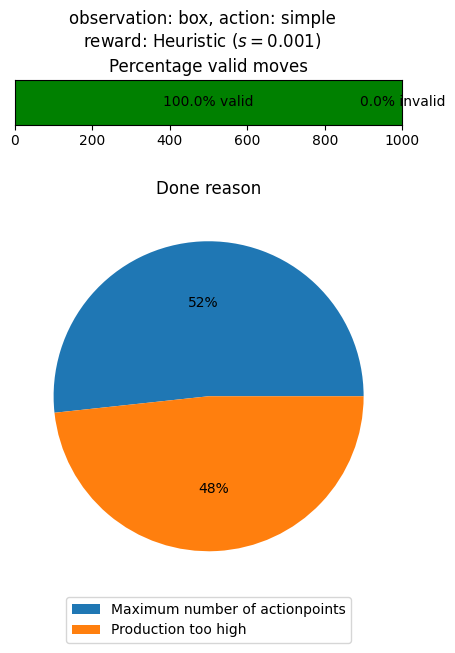 observation: box, action: simple
reward: Heuristic (s = 0.001)
Percentage valid moves
100.0% valid
0.0% invalid
0 200 400 600 800 1000
Done reason
52%
48%
Maximum number of actionpoints
Production too high